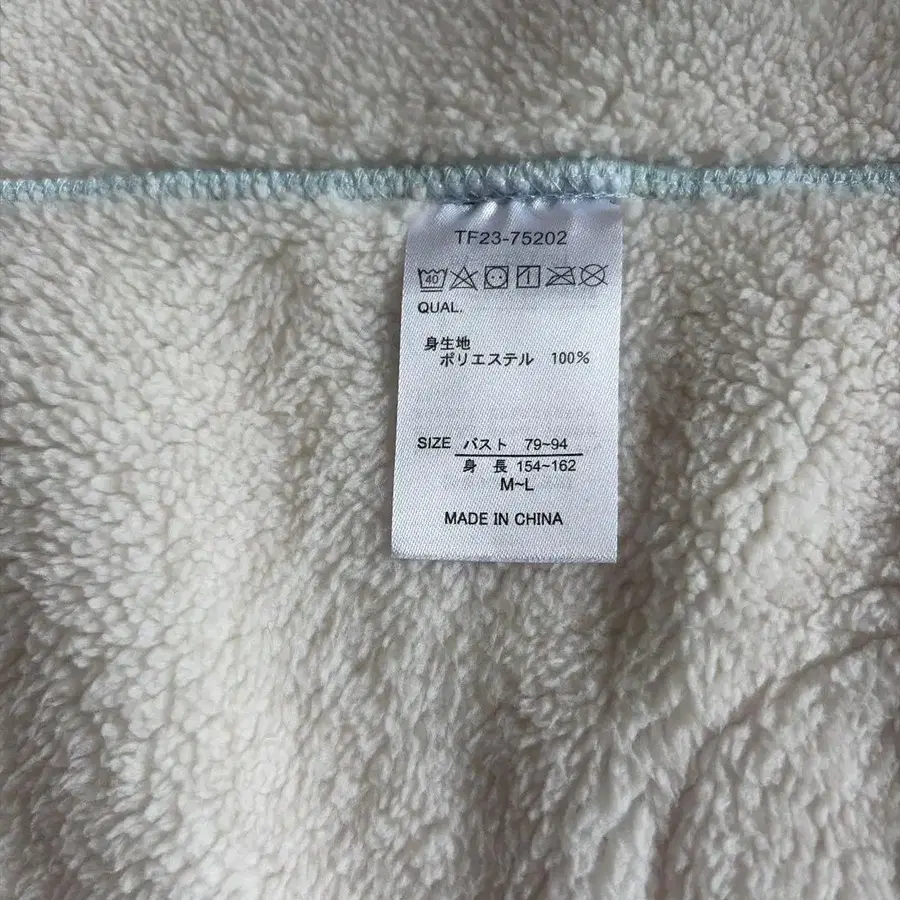 TF23-75202
40
QUAL.
身生地
ポリエステル 100%
SIZE バスト 79~94
身 長 154~162
M~L
MADE IN CHINA